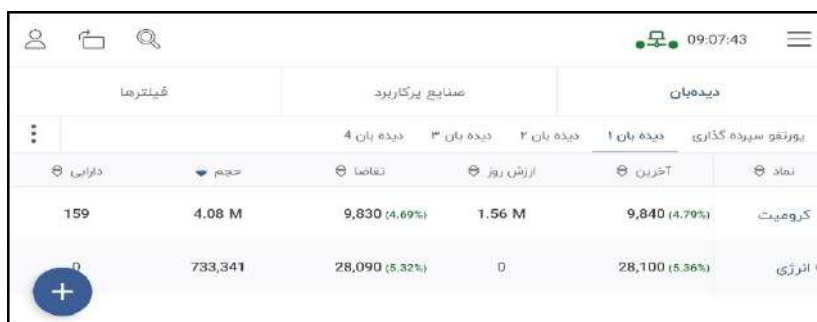 09:07:43
دیده‌بان صنایع پرکاربرد فیلترها
پورتفو سپرده گذاری دیده بان ۱ دیده بان ۲ دیده بان ۳ دیده بان 4
نماد آخرین ارزش روز تقاضا حجم دارایی
کرومیت 9,840 (4.79%) 1.56 M 9,830 (4.69%) 4.08 M 159
انرژی 28,100 (5.36%) 0 28,090 (5.32%) 733,341 0